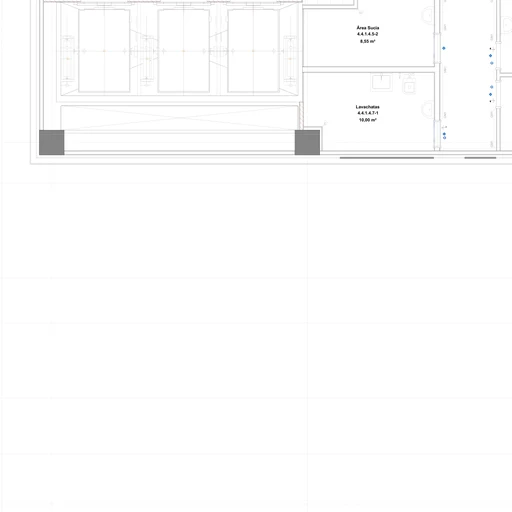 Área Sucia
4.4.1.4.5-2
8,55 m²
Lavachatas
4.4.1.4.7-1
10,00 m²